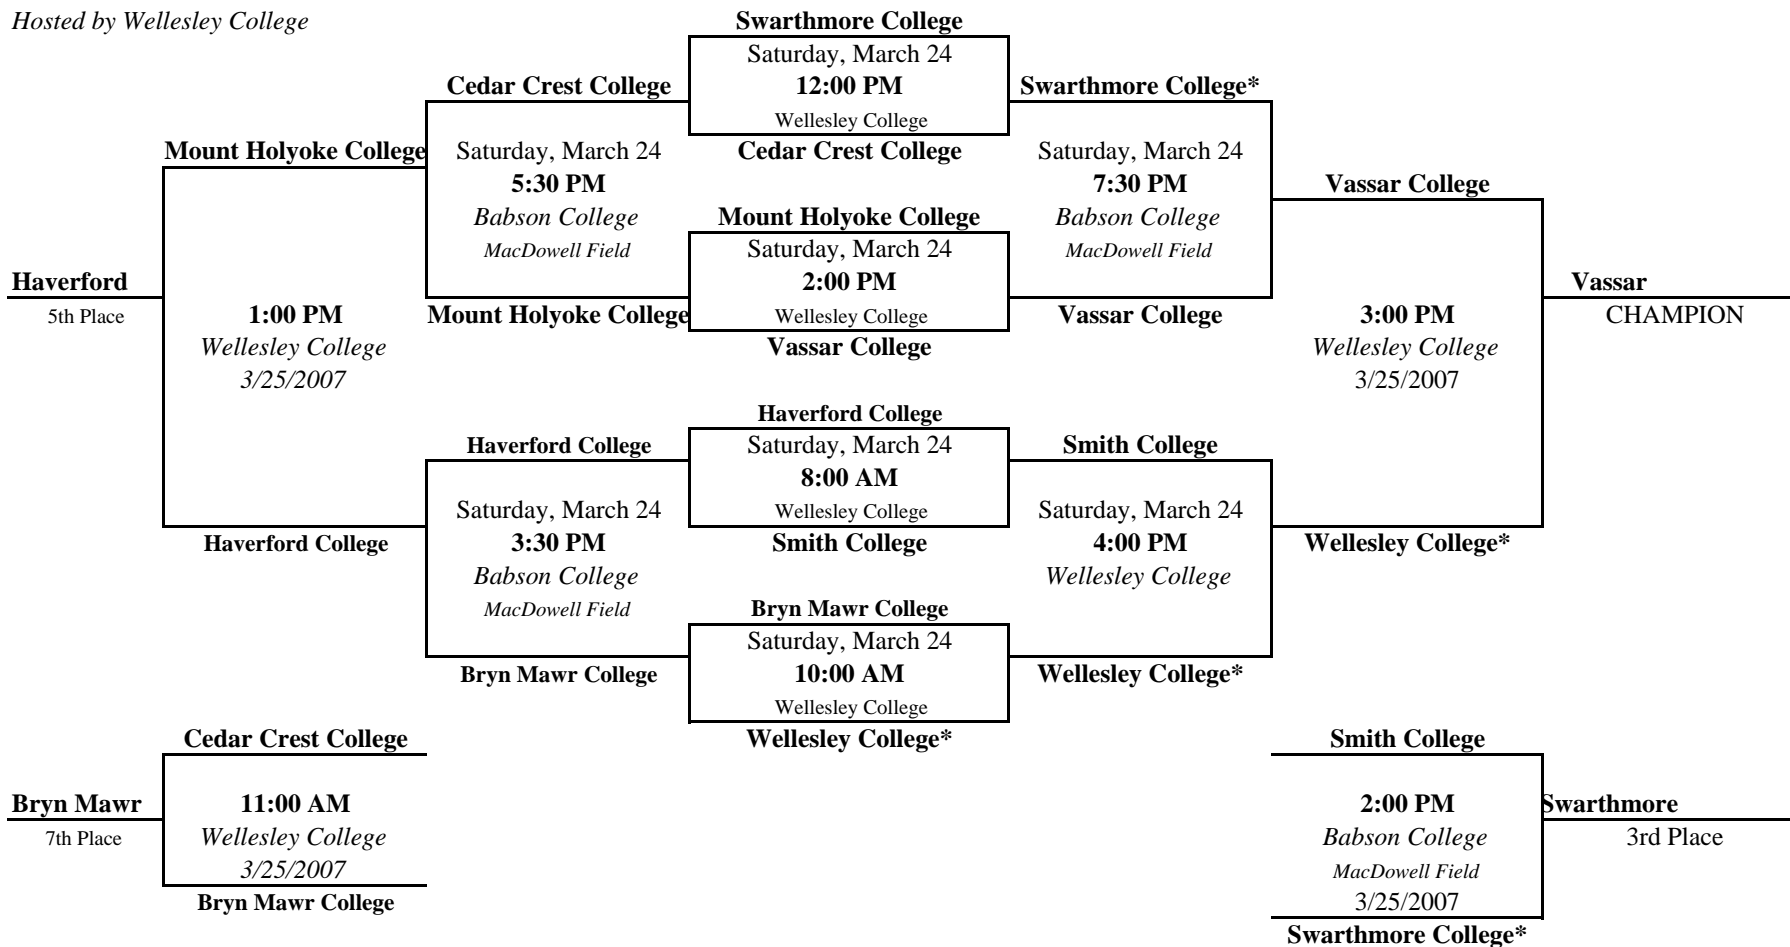 Hosted by Wellesley College
Swarthmore College
Saturday, March 24
Cedar Crest College
12:00 PM
Swarthmore College*
Wellesley College
Mount Holyoke College
Saturday, March 24
Cedar Crest College
Saturday, March 24
5:30 PM
7:30 PM
Vassar College
Babson College
Mount Holyoke College
Babson College
MacDowell Field
Saturday, March 24
MacDowell Field
Haverford
2:00 PM
Vassar
5th Place
1:00 PM
Mount Holyoke College
Wellesley College
Vassar College
3:00 PM
CHAMPION
Wellesley College
Vassar College
Wellesley College
3/25/2007
3/25/2007
Haverford College
Haverford College
Saturday, March 24
Smith College
8:00 AM
Saturday, March 24
Wellesley College
Saturday, March 24
Haverford College
3:30 PM
Smith College
4:00 PM
Wellesley College*
Babson College
Wellesley College
MacDowell Field
Bryn Mawr College
Saturday, March 24
Bryn Mawr College
10:00 AM
Wellesley College*
Wellesley College
Cedar Crest College
Wellesley College*
Smith College
Bryn Mawr
11:00 AM
2:00 PM
Swarthmore
7th Place
Wellesley College
Babson College
3rd Place
3/25/2007
MacDowell Field
Bryn Mawr College
3/25/2007
Swarthmore College*